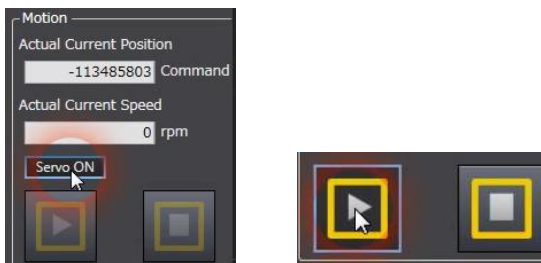 Motion
Actual Current Position
-113485803 Command
Actual Current Speed
0 rpm
Servo ON